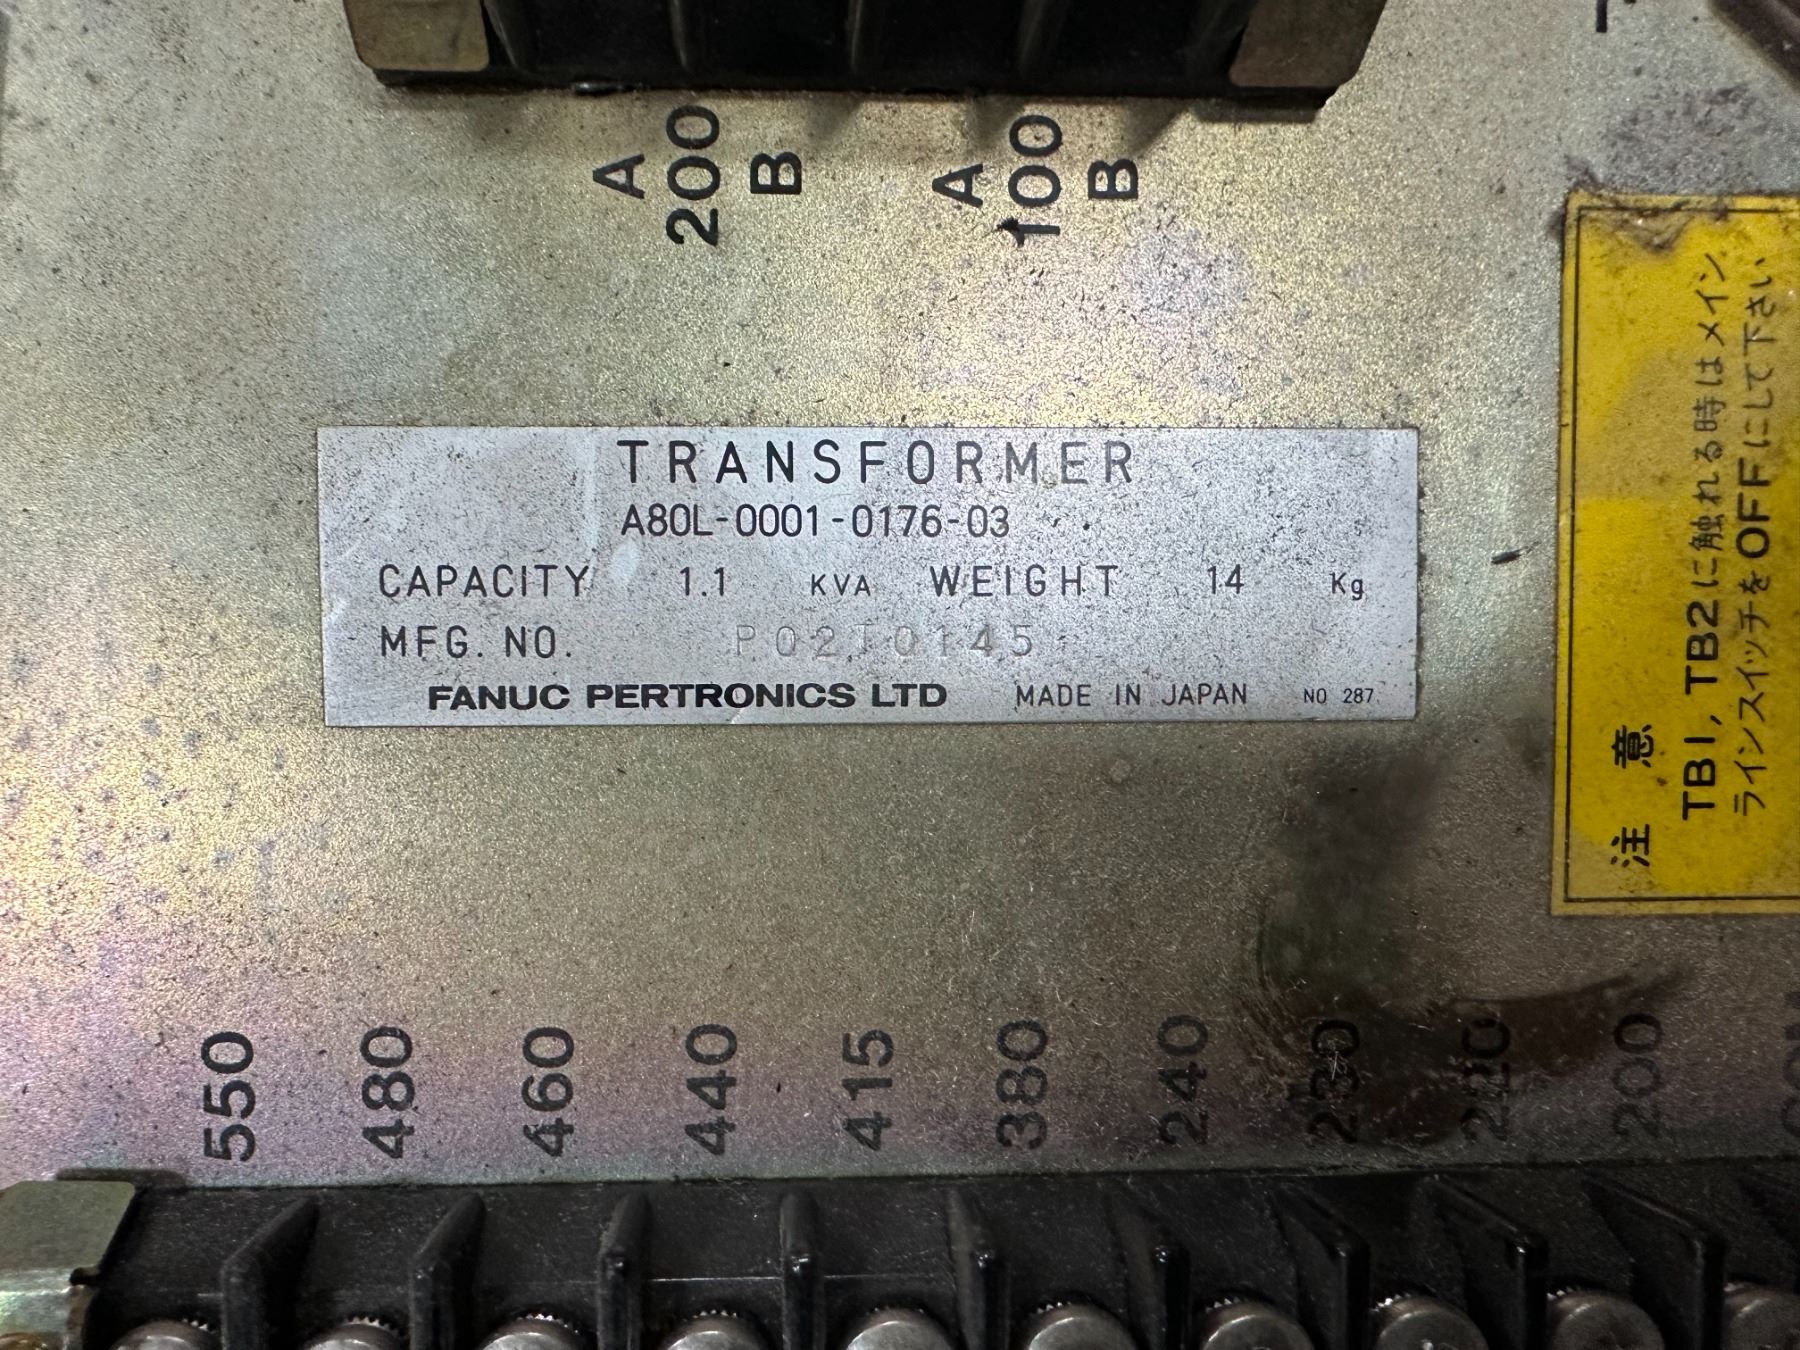 A 200 B A 100 B
TRANSFORMER
A80L-0001-0176-03
CAPACITY 1.1 KVA WEIGHT 14 Kg
MFG. NO. P02T0145
FANUC PERTRONICS LTD MADE IN JAPAN NO 287.
注意
TB1, TB2に触れる時はメイン
ラインスイッチをOFFにして下さい
550 480 460 440 415 380 240 230 220 200